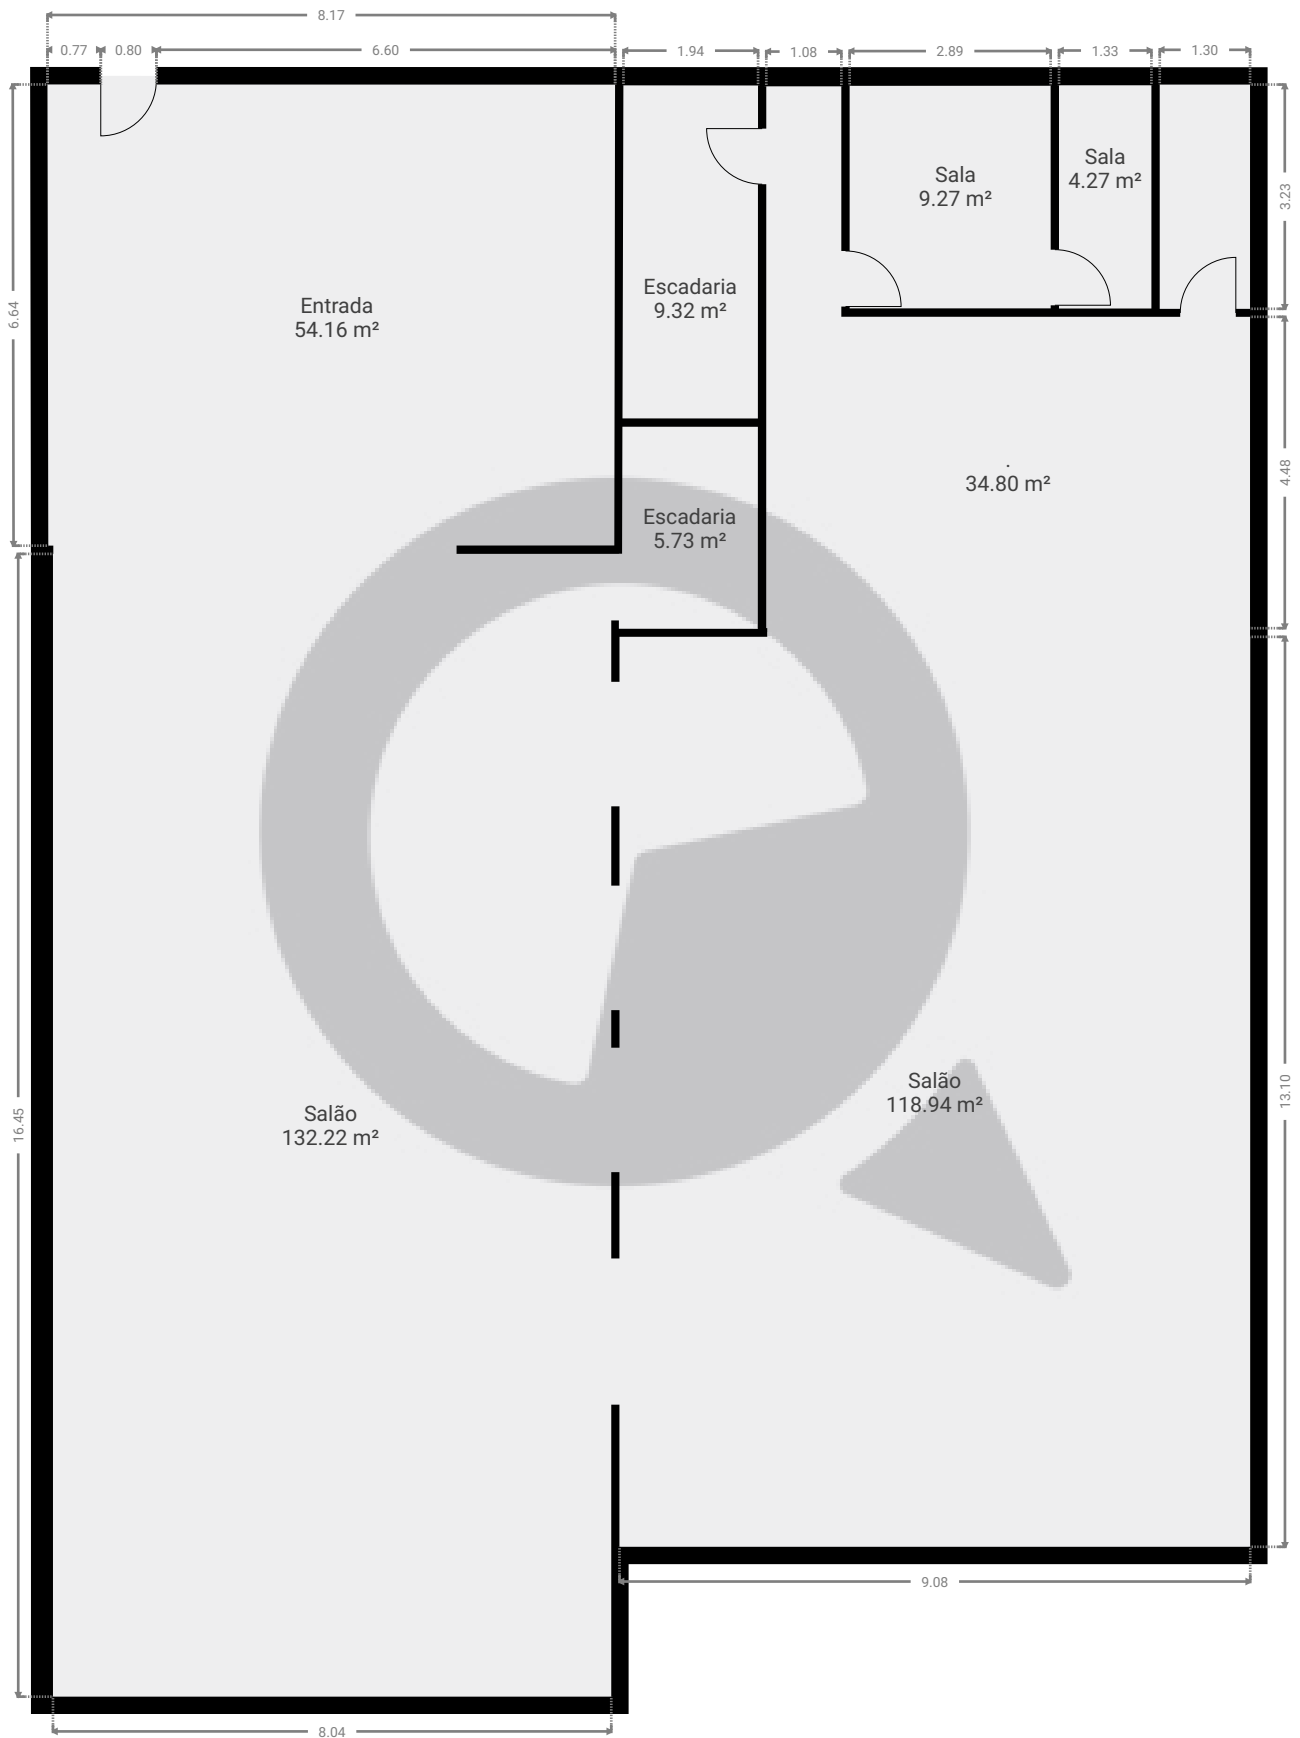 8.17
0.77
0.80
6.60
1.94
1.08
2.89
1.33
1.30
Sala
4.27 m²
Sala
9.27 m²
3.23
Escadaria
9.32 m²
Entrada
54.16 m²
6.64
.
34.80 m²
4.48
Escadaria
5.73 m²
Salão
118.94 m²
13.10
Salão
132.22 m²
16.45
9.08
8.04